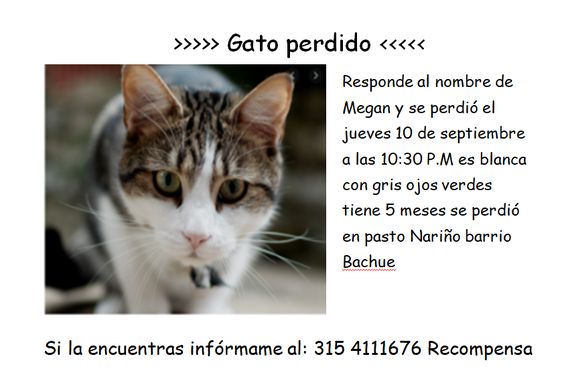 >>>>> Gato perdido <<<<<
Responde al nombre de
Megan y se perdió el
jueves 10 de septiembre
a las 10:30 P.M es blanca
con gris ojos verdes
tiene 5 meses se perdió
en pasto Nariño barrio
Bachue
Si la encuentras infórmame al: 315 4111676 Recompensa